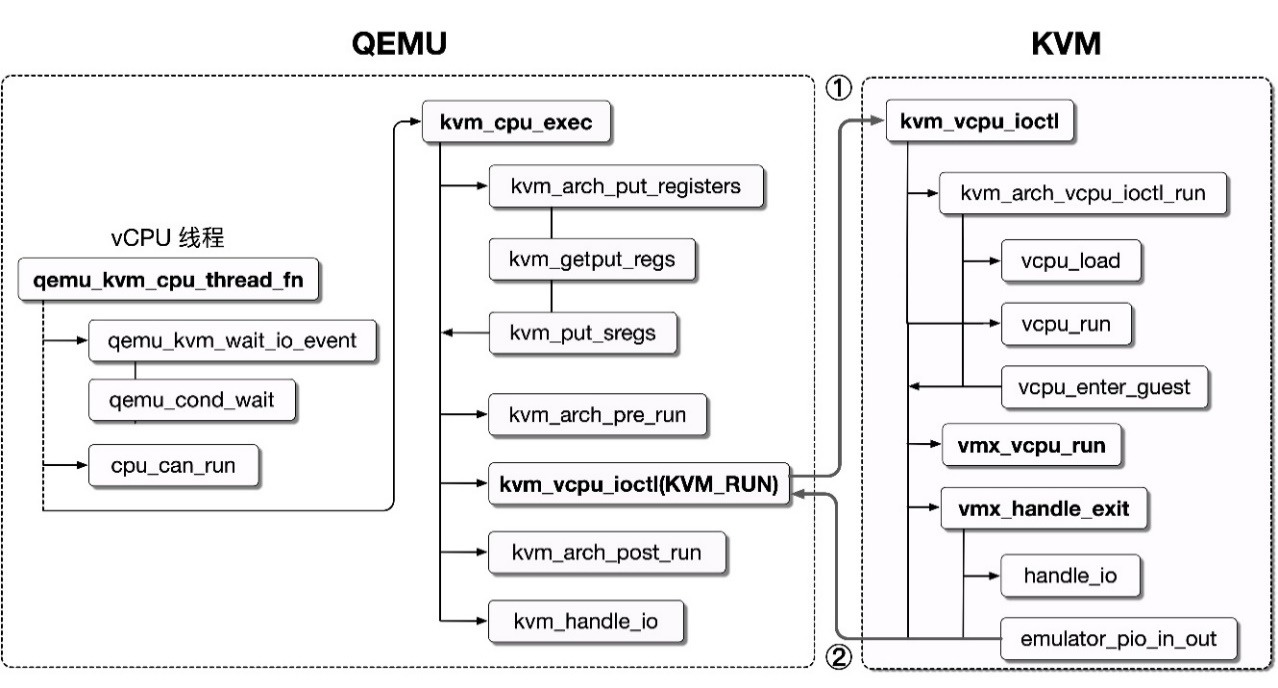 QEMU
KVM
vCPU 线程
qemu_kvm_cpu_thread_fn
qemu_kvm_wait_io_event
qemu_cond_wait
cpu_can_run
kvm_cpu_exec
kvm_arch_put_registers
kvm_getput_regs
kvm_put_sregs
kvm_arch_pre_run
kvm_vcpu_ioctl(KVM_RUN)
kvm_arch_post_run
kvm_handle_io
①
②
kvm_vcpu_ioctl
kvm_arch_vcpu_ioctl_run
vcpu_load
vcpu_run
vcpu_enter_guest
vmx_vcpu_run
vmx_handle_exit
handle_io
emulator_pio_in_out